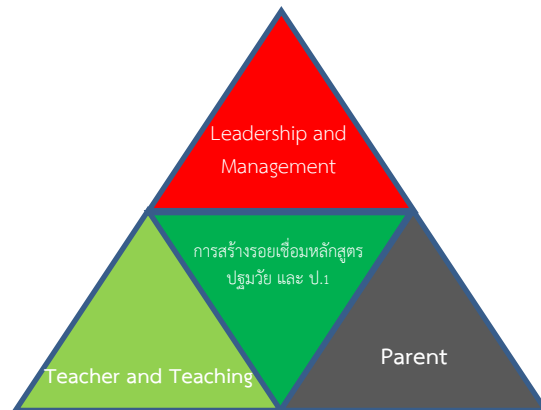 Leadership and
Management
การสร้างรอยเชื่อมหลักสูตร
ปฐมวัย และ ป.1
Teacher and Teaching
Parent